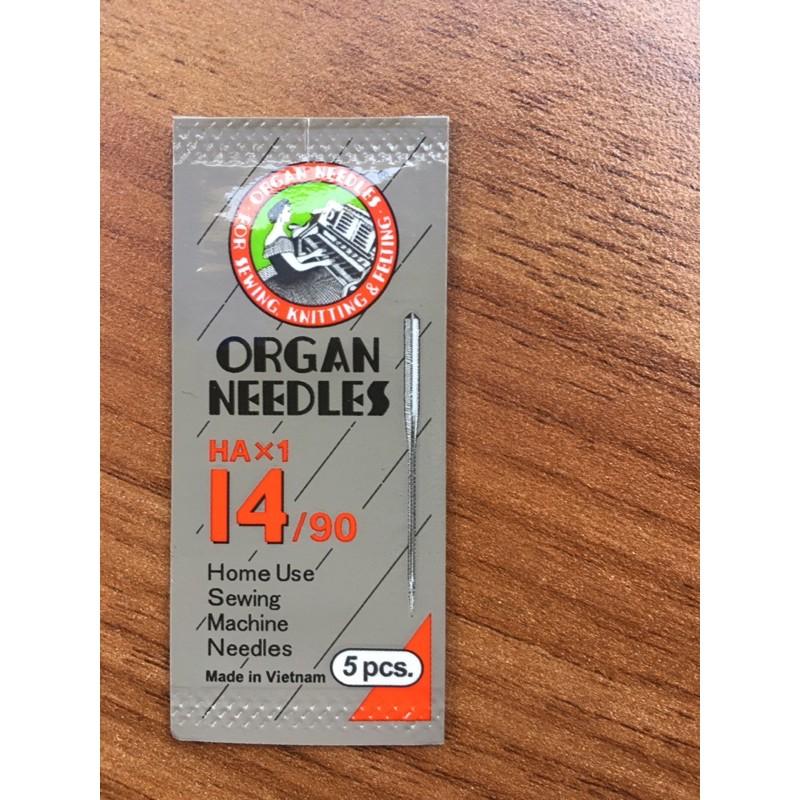 ORGAN NEEDLES
· FOR SEWING, KNITTING & FELTING ·
ORGAN
NEEDLES
HA×1
14/90
Home Use
Sewing
Machine
Needles
Made in Vietnam
5 pcs.